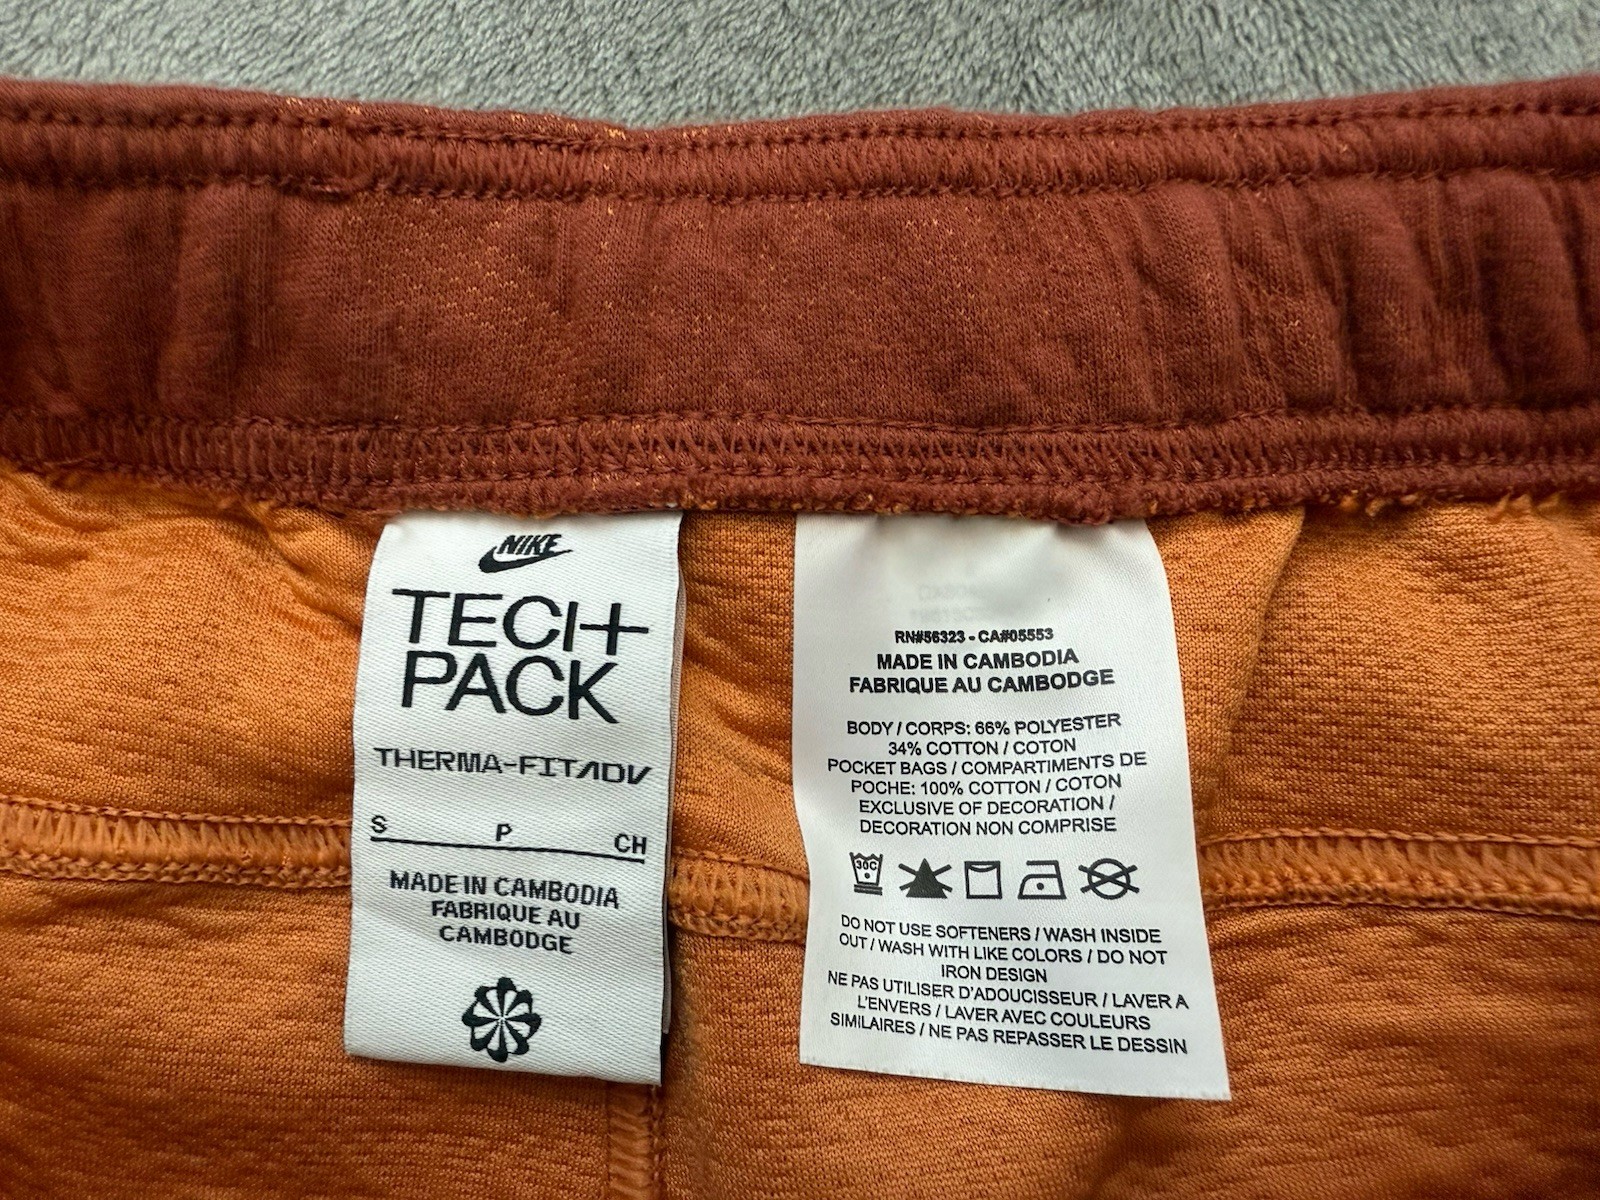 NIKE
TECH
PACK
THERMA-FIT ADV
S P CH
MADE IN CAMBODIA
FABRIQUE AU
CAMBODGE
RN#56323 - CA#05553
MADE IN CAMBODIA
FABRIQUE AU CAMBODGE
BODY / CORPS: 66% POLYESTER
34% COTTON / COTON
POCKET BAGS / COMPARTIMENTS DE
POCHE: 100% COTTON / COTON
EXCLUSIVE OF DECORATION /
DECORATION NON COMPRISE
30C
DO NOT USE SOFTENERS / WASH INSIDE
OUT / WASH WITH LIKE COLORS / DO NOT
IRON DESIGN
NE PAS UTILISER D'ADOUCISSEUR / LAVER A
L'ENVERS / LAVER AVEC COULEURS
SIMILAIRES / NE PAS REPASSER LE DESSIN